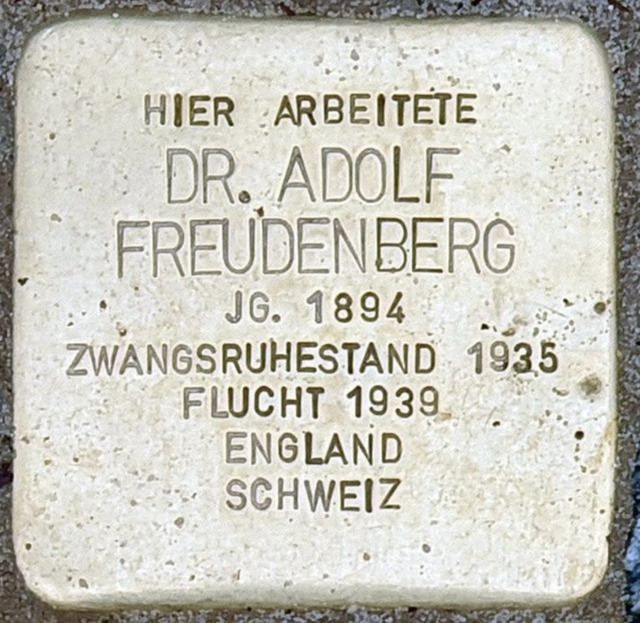 HIER ARBEITETE
DR. ADOLF
FREUDENBERG
JG. 1894
ZWANGSRUHESTAND 1935
FLUCHT 1939
ENGLAND
SCHWEIZ